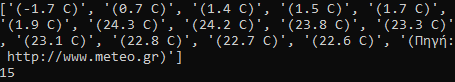 ['(-1.7 C)', '(0.7 C)', '(1.4 C)', '(1.5 C)', '(1.7 C)',
'(1.9 C)', '(24.3 C)', '(24.2 C)', '(23.8 C)', '(23.3 C)'
, '(23.1 C)', '(22.8 C)', '(22.7 C)', '(22.6 C)', '(Πηγή:
http://www.meteo.gr)']
15